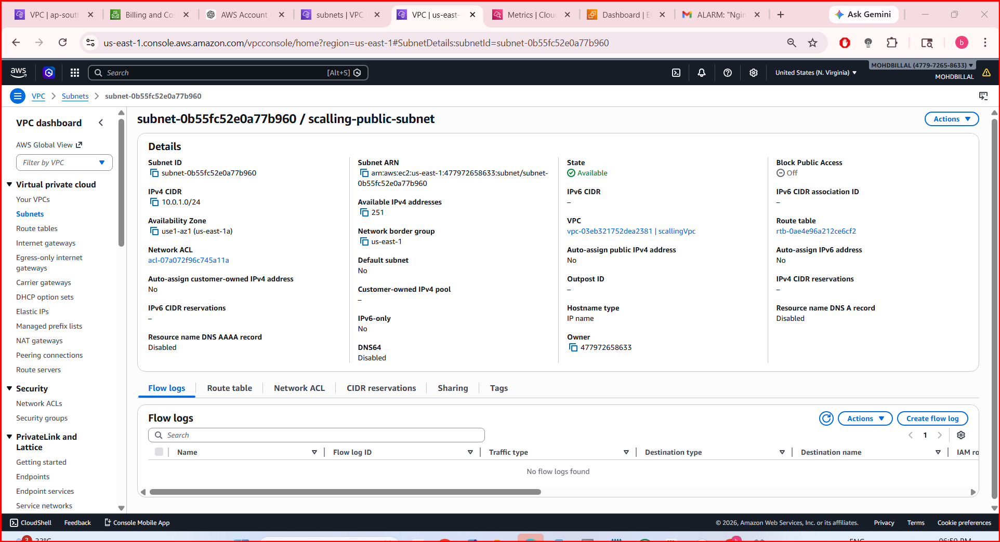 VPC | ap-south
Billing and Cos
AWS Account
subnets | VPC
VPC | us-east-
Metrics | Cloud
Dashboard | E
ALARM: "Ngin
Ask Gemini
us-east-1.console.aws.amazon.com/vpcconsole/home?region=us-east-1#SubnetDetails:subnetId=subnet-0b55fc52e0a77b960
b
aws
Search
[Alt+S]
United States (N. Virginia)
MOHDBILLAL (4779-7265-8633)
MOHDBILLAL
VPC
Subnets
subnet-0b55fc52e0a77b960
VPC dashboard
AWS Global View
Filter by VPC
Virtual private cloud
Your VPCs
Subnets
Route tables
Internet gateways
Egress-only internet
gateways
Carrier gateways
DHCP option sets
Elastic IPs
Managed prefix lists
NAT gateways
Peering connections
Route servers
Security
Network ACLs
Security groups
PrivateLink and
Lattice
Getting started
Endpoints
Endpoint services
Service networks
subnet-0b55fc52e0a77b960 / scalling-public-subnet
Actions
Details
Subnet ID
subnet-0b55fc52e0a77b960
IPv4 CIDR
10.0.1.0/24
Availability Zone
use1-az1 (us-east-1a)
Network ACL
acl-07a072f96c745a11a
Auto-assign customer-owned IPv4 address
No
IPv6 CIDR reservations
–
Resource name DNS AAAA record
Disabled
Subnet ARN
arn:aws:ec2:us-east-1:477972658633:subnet/subnet-
0b55fc52e0a77b960
Available IPv4 addresses
251
Network border group
us-east-1
Default subnet
No
Customer-owned IPv4 pool
–
IPv6-only
No
DNS64
Disabled
State
Available
IPv6 CIDR
–
VPC
vpc-03eb321752dea2381 | scallingVpc
Auto-assign public IPv4 address
No
Outpost ID
–
Hostname type
IP name
Owner
477972658633
Block Public Access
Off
IPv6 CIDR association ID
–
Route table
rtb-0ae4e96a212ce6cf2
Auto-assign IPv6 address
No
IPv4 CIDR reservations
–
Resource name DNS A record
Disabled
Flow logs
Route table
Network ACL
CIDR reservations
Sharing
Tags
Flow logs
Actions
Create flow log
Search
1
Name
Flow log ID
Traffic type
Destination type
Destination name
IAM ro
No flow logs found
CloudShell
Feedback
Console Mobile App
© 2026, Amazon Web Services, Inc. or its affiliates.
Privacy
Terms
Cookie preferences
3